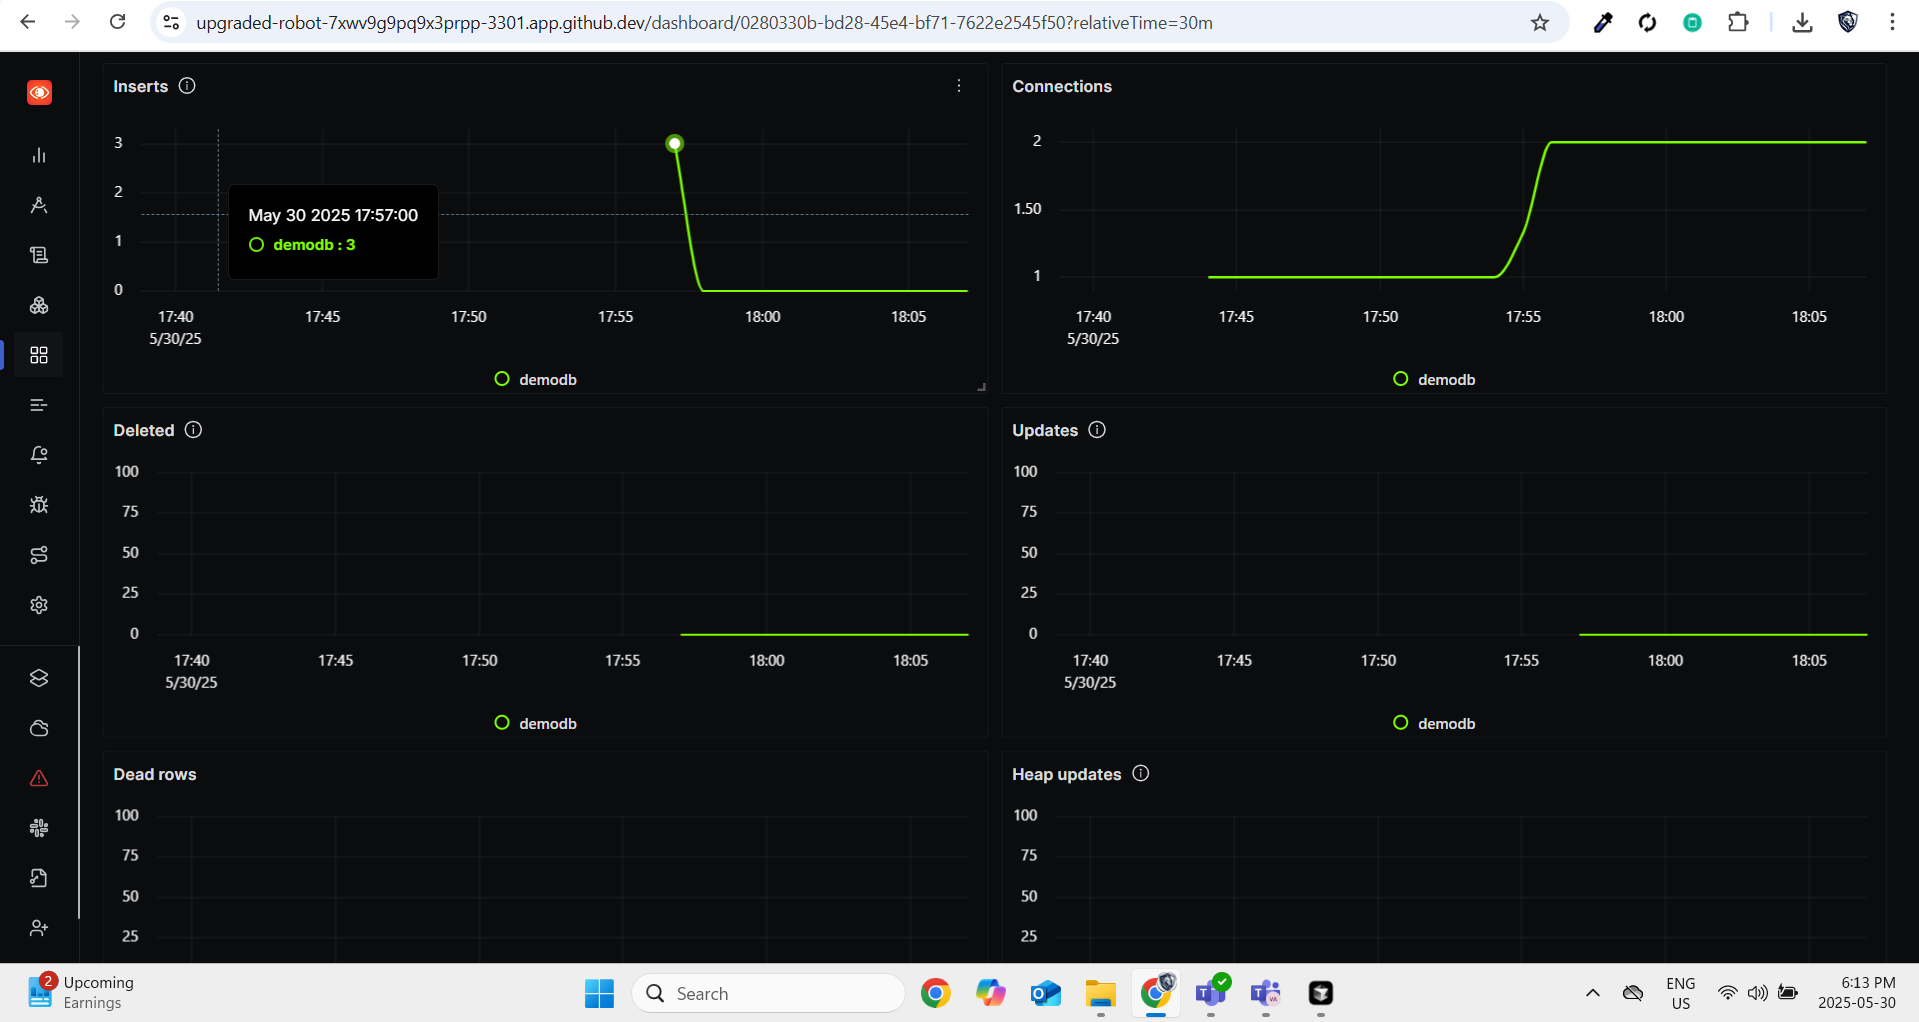 upgraded-robot-7xwv9g9pq9x3prpp-3301.app.github.dev/dashboard/0280330b-bd28-45e4-bf71-7622e2545f50?relativeTime=30m
Inserts
3
2
1
0
May 30 2025 17:57:00
demodb : 3
17:40 17:45 17:50 17:55 18:00 18:05
5/30/25
demodb
Connections
2
1.50
1
17:40 17:45 17:50 17:55 18:00 18:05
5/30/25
demodb
Deleted
100
75
50
25
0
17:40 17:45 17:50 17:55 18:00 18:05
5/30/25
demodb
Updates
100
75
50
25
0
17:40 17:45 17:50 17:55 18:00 18:05
5/30/25
demodb
Dead rows
100
75
50
25
Heap updates
100
75
50
25
2
Upcoming
Earnings
Search
ENG
US
6:13 PM
2025-05-30